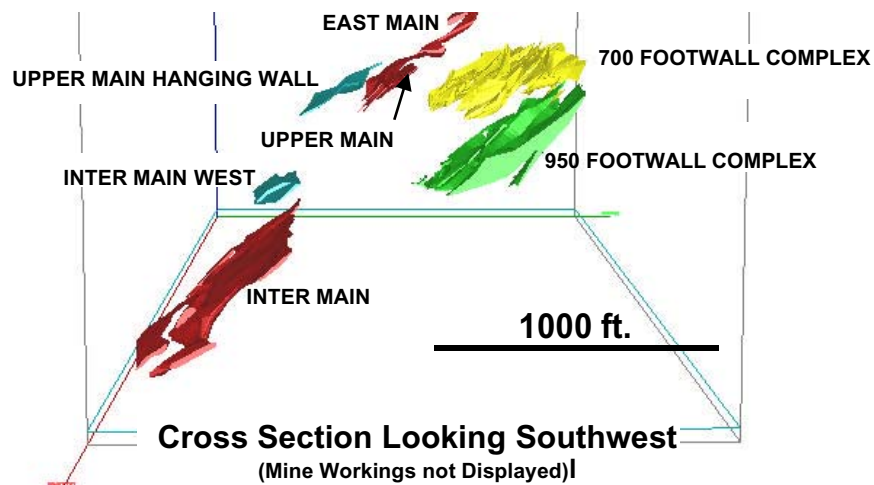 EAST MAIN
700 FOOTWALL COMPLEX
UPPER MAIN HANGING WALL
UPPER MAIN
950 FOOTWALL COMPLEX
INTER MAIN WEST
INTER MAIN
1000 ft.
Cross Section Looking Southwest
(Mine Workings not Displayed)